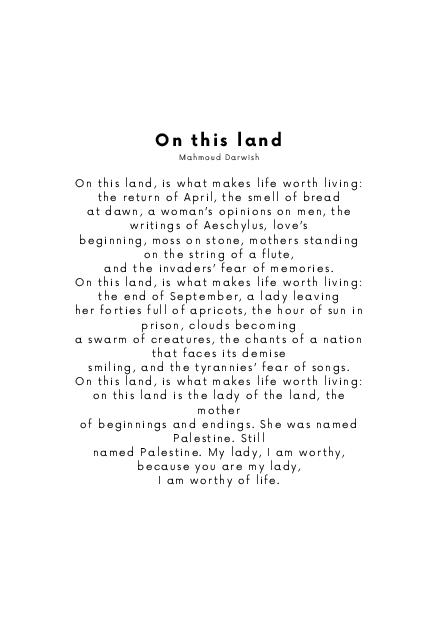 On this land
Mahmoud Darwish
On this land, is what makes life worth living:
the return of April, the smell of bread
at dawn, a woman's opinions on men, the
writings of Aeschylus, love's
beginning, moss on stone, mothers standing
on the string of a flute,
and the invaders' fear of memories.
On this land, is what makes life worth living:
the end of September, a lady leaving
her forties full of apricots, the hour of sun in
prison, clouds becoming
a swarm of creatures, the chants of a nation
that faces its demise
smiling, and the tyrannies' fear of songs.
On this land, is what makes life worth living:
on this land is the lady of the land, the
mother
of beginnings and endings. She was named
Palestine. Still
named Palestine. My lady, I am worthy,
because you are my lady,
I am worthy of life.